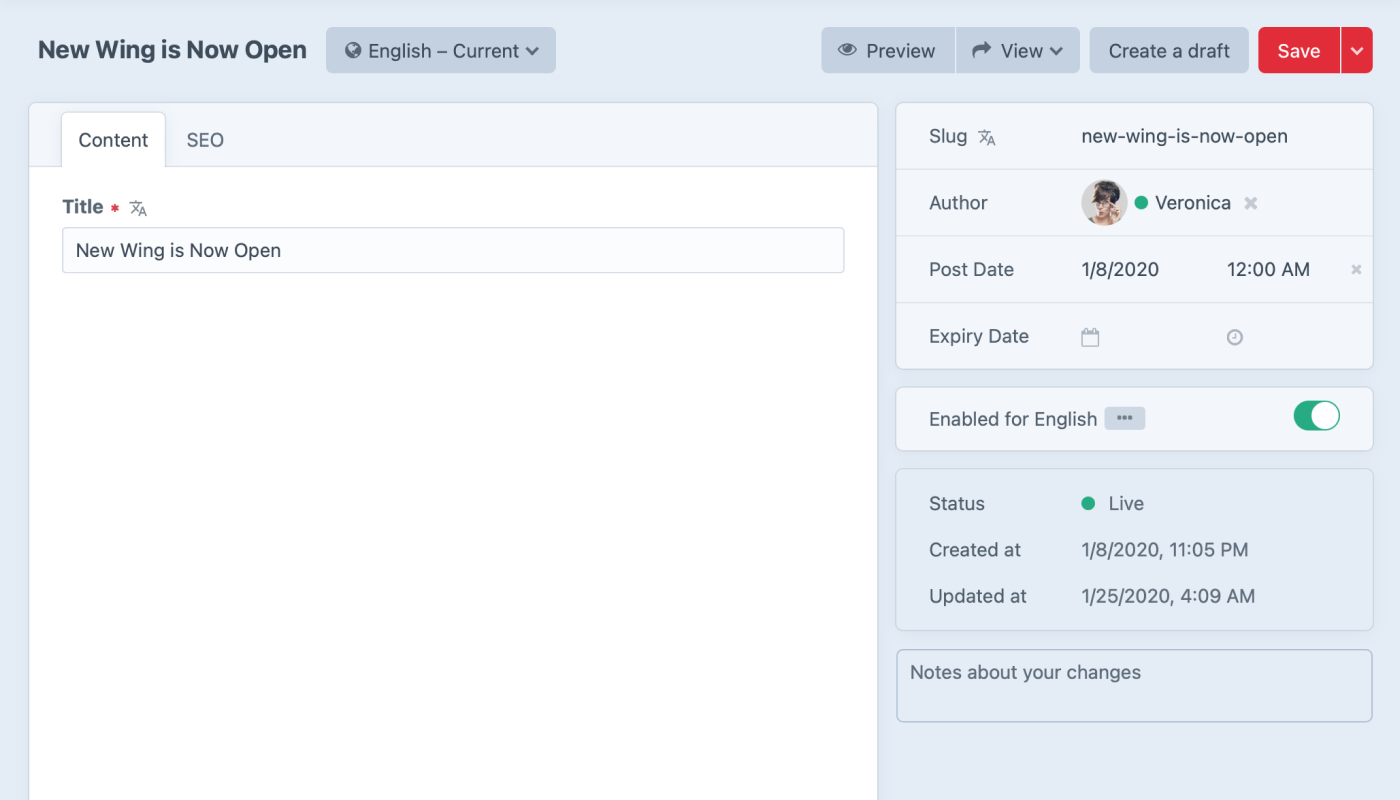 New Wing is Now Open
English – Current
Preview
View
Create a draft
Save
Content
SEO
Title *
New Wing is Now Open
Slug
new-wing-is-now-open
Author
Veronica
Post Date
1/8/2020
12:00 AM
Expiry Date
Enabled for English
Status
Live
Created at
1/8/2020, 11:05 PM
Updated at
1/25/2020, 4:09 AM
Notes about your changes